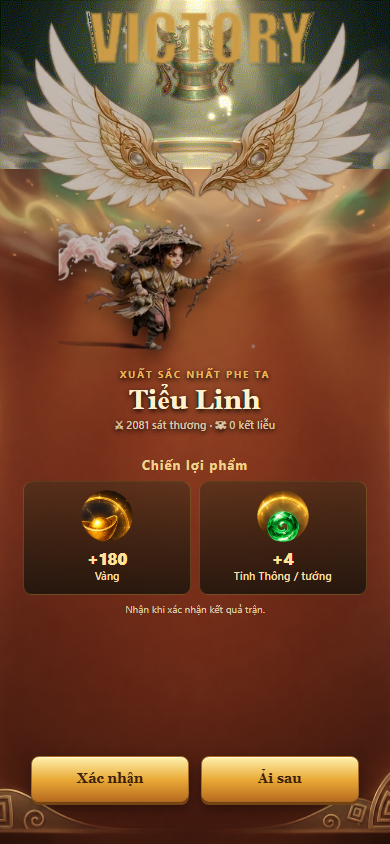 VICTORY
XUẤT SẮC NHẤT PHE TA
Tiểu Linh
2081 sát thương · 0 kết liễu
Chiến lợi phẩm
+180
Vàng
+4
Tinh Thông / tướng
Nhận khi xác nhận kết quả trận.
Xác nhận
Ải sau